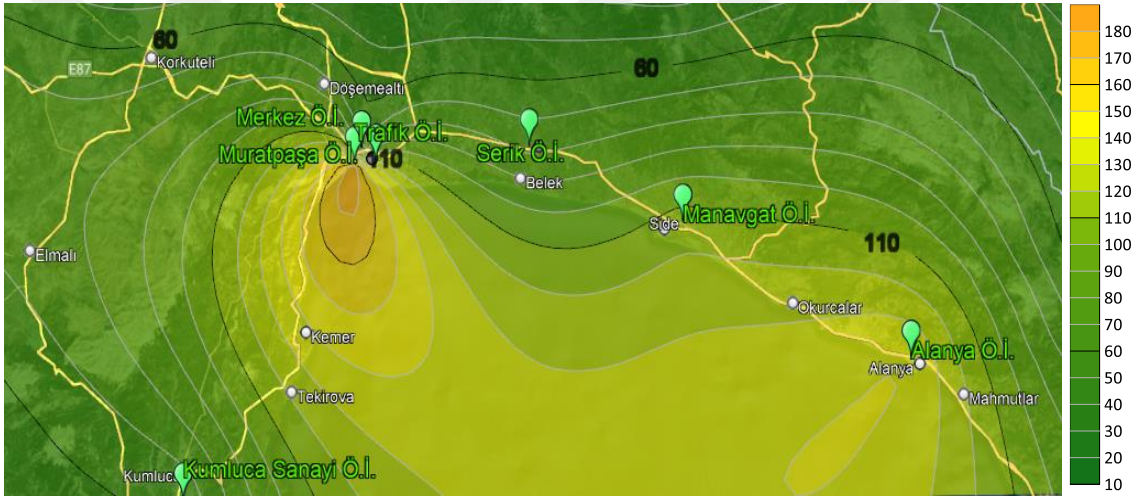 60
Korkuteli
E87
60
Döşemealtı
Merkez Ö.İ.
Trafik Ö.İ.
Muratpaşa Ö.İ.
110
Serik Ö.İ.
Belek
Manavgat Ö.İ.
Side
110
Elmalı
Okurcalar
Kemer
Alanya Ö.İ.
Alanya
Tekirova
Mahmutlar
Kumluca
Kumluca Sanayi Ö.İ.
180
170
160
150
140
130
120
110
100
90
80
70
60
50
40
30
20
10